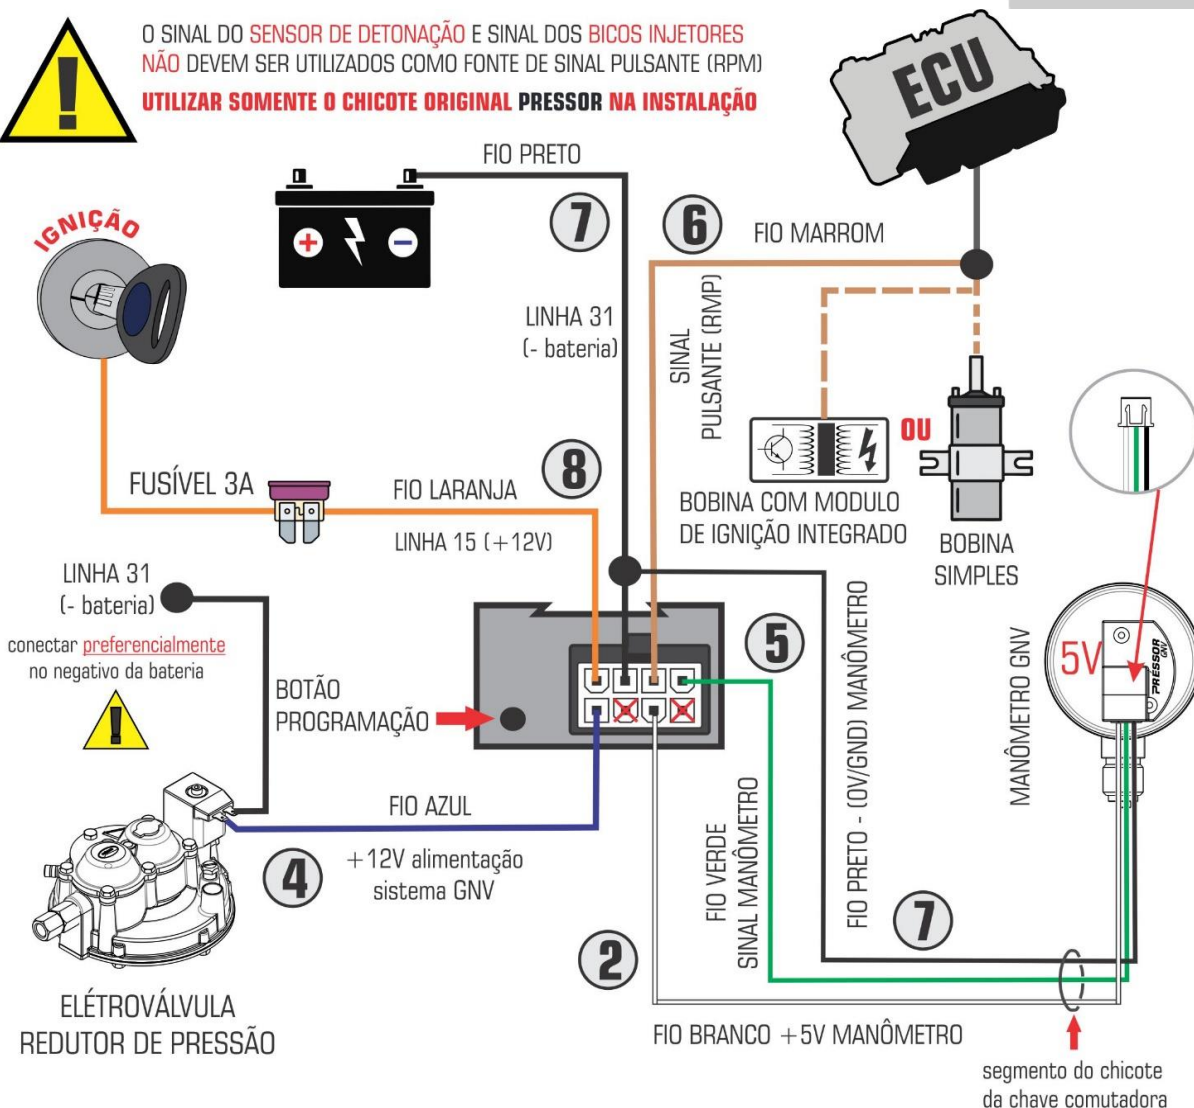 O SINAL DO SENSOR DE DETONAÇÃO E SINAL DOS BICOS INJETORES
NÃO DEVEM SER UTILIZADOS COMO FONTE DE SINAL PULSANTE (RPM)
UTILIZAR SOMENTE O CHICOTE ORIGINAL PRESSOR NA INSTALAÇÃO
ECU
FIO PRETO
7
6
FIO MARROM
IGNIÇÃO
LINHA 31
(- bateria)
SINAL
PULSANTE (RMP)
OU
FUSÍVEL 3A
FIO LARANJA
8
LINHA 15 (+12V)
BOBINA COM MODULO
DE IGNIÇÃO INTEGRADO
BOBINA
SIMPLES
LINHA 31
(- bateria)
conectar preferencialmente
no negativo da bateria
BOTÃO
PROGRAMAÇÃO
5
5V
PRESSOR
GNV
MANÔMETRO GNV
FIO PRETO - (0V/GND) MANÔMETRO
FIO VERDE
SINAL MANÔMETRO
FIO AZUL
4
+12V alimentação
sistema GNV
7
2
ELÉTROVÁLVULA
REDUTOR DE PRESSÃO
FIO BRANCO +5V MANÔMETRO
segmento do chicote
da chave comutadora